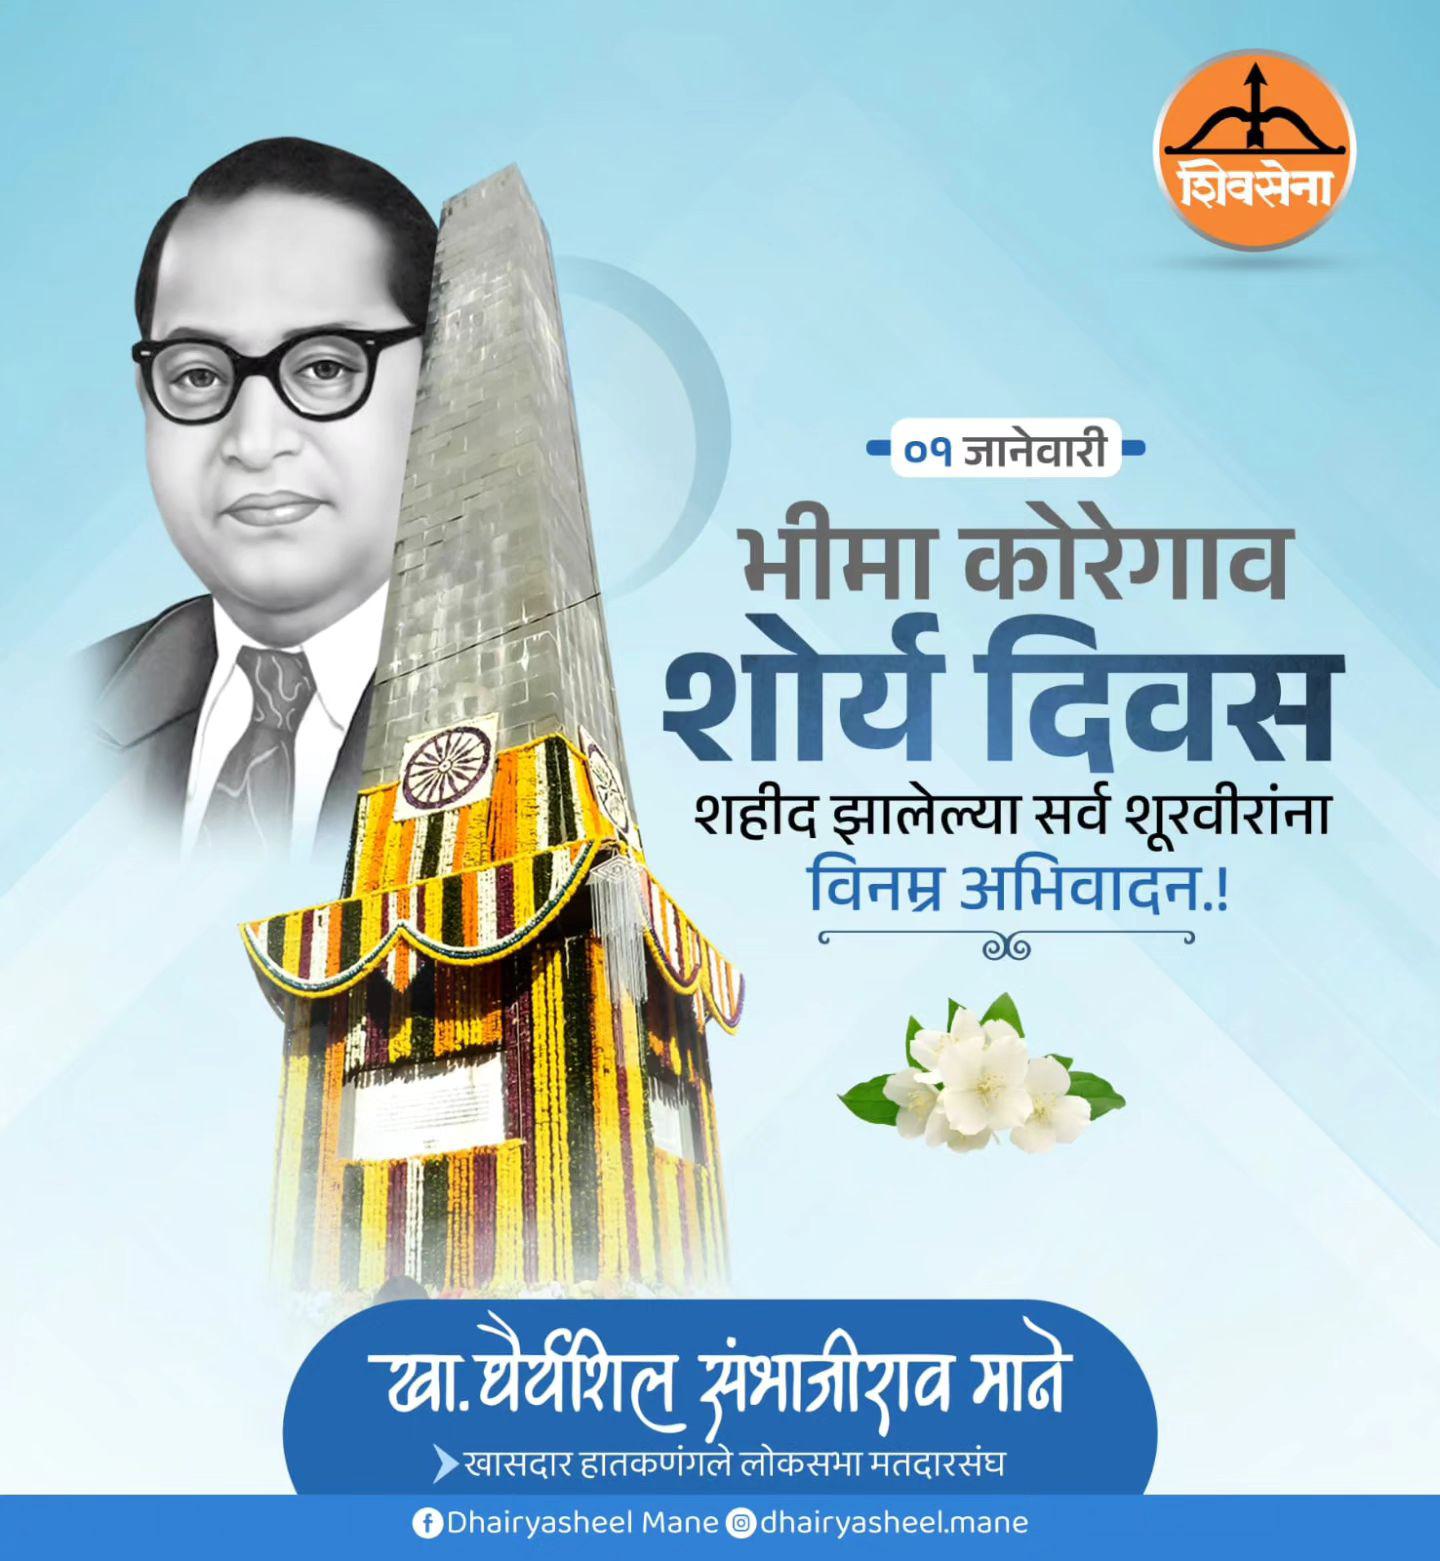 शिवसेना
०१ जानेवारी
भीमा कोरेगाव
शोर्य दिवस
शहीद झालेल्या सर्व शूरवीरांना
विनम्र अभिवादन.!
खा. धैर्यशिल संभाजीराव माने
खासदार हातकणंगले लोकसभा मतदारसंघ
Dhairyasheel Mane dhairyasheel.mane